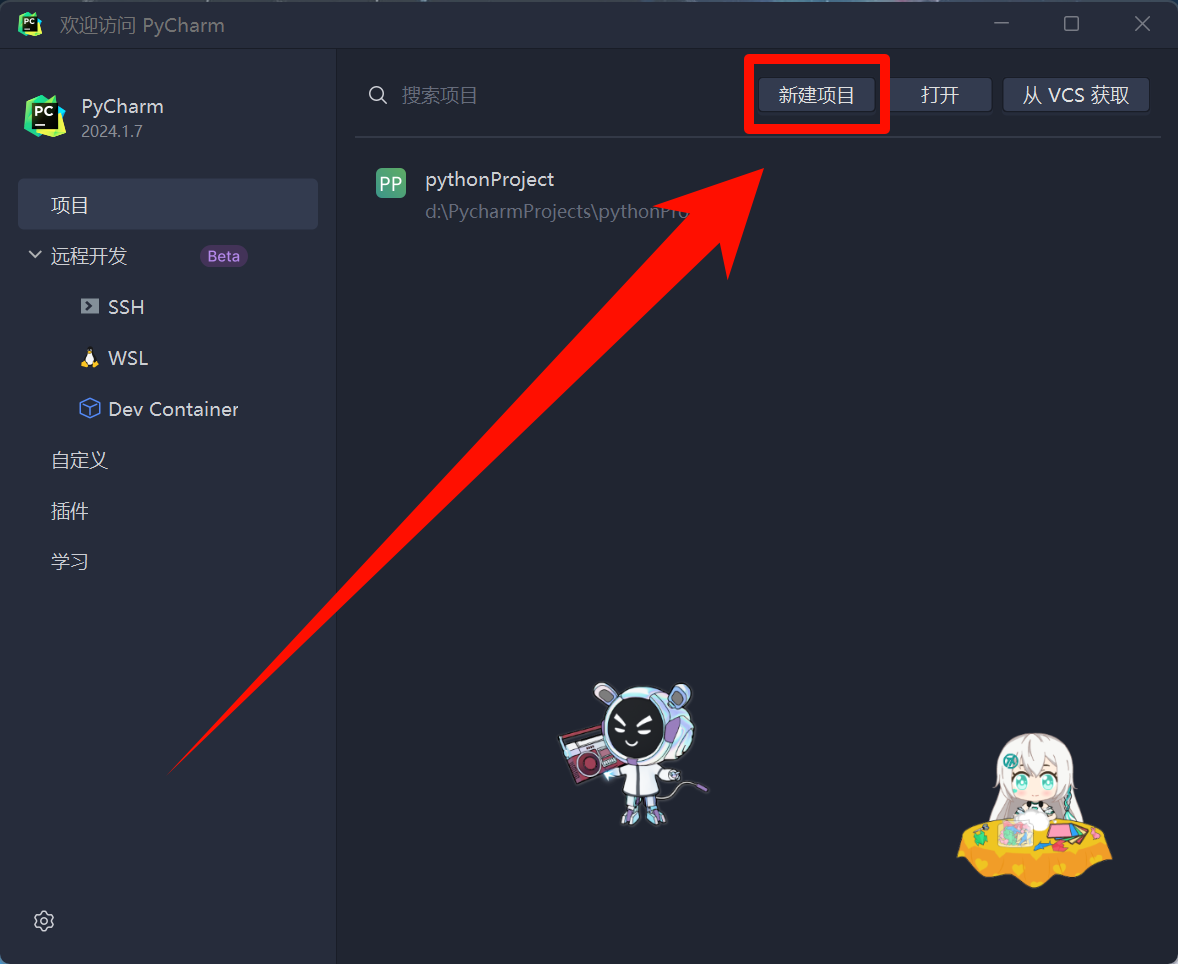 欢迎访问 PyCharm
PyCharm
2024.1.7
搜索项目
新建项目
打开
从 VCS 获取
项目
远程开发 Beta
SSH
WSL
Dev Container
自定义
插件
学习
PP pythonProject
d:\PycharmProjects\pythonPro